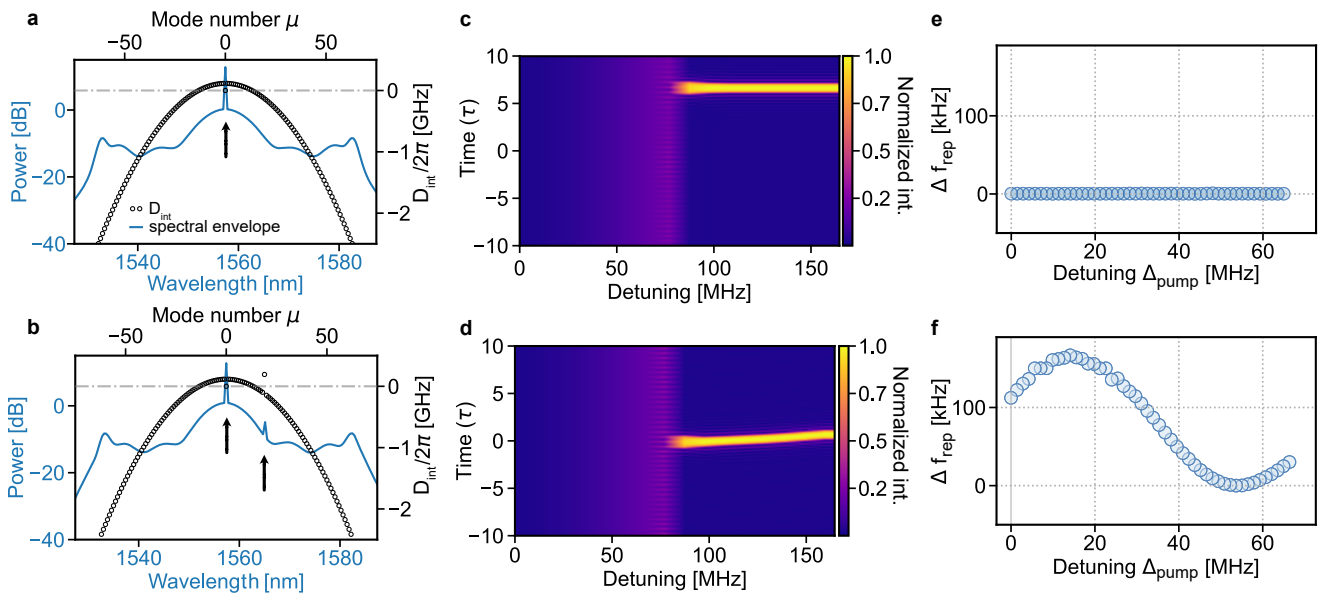 a
Mode number μ
−50 0 50
0
−20
−40
Power [dB]
0
−1
−2
D_int/2π [GHz]
D_int
spectral envelope
1540 1560 1580
Wavelength [nm]
c
10
5
0
−5
−10
Time (τ)
0 50 100 150
Detuning [MHz]
1.0
0.7
0.5
0.2
Normalized int.
e
100
0
Δ f_rep [kHz]
0 20 40 60
Detuning Δ_pump [MHz]
b
Mode number μ
−50 0 50
0
−20
−40
Power [dB]
0
−1
−2
D_int/2π [GHz]
1540 1560 1580
Wavelength [nm]
d
10
5
0
−5
−10
Time (τ)
0 50 100 150
Detuning [MHz]
1.0
0.7
0.5
0.2
Normalized int.
f
100
0
Δ f_rep [kHz]
0 20 40 60
Detuning Δ_pump [MHz]